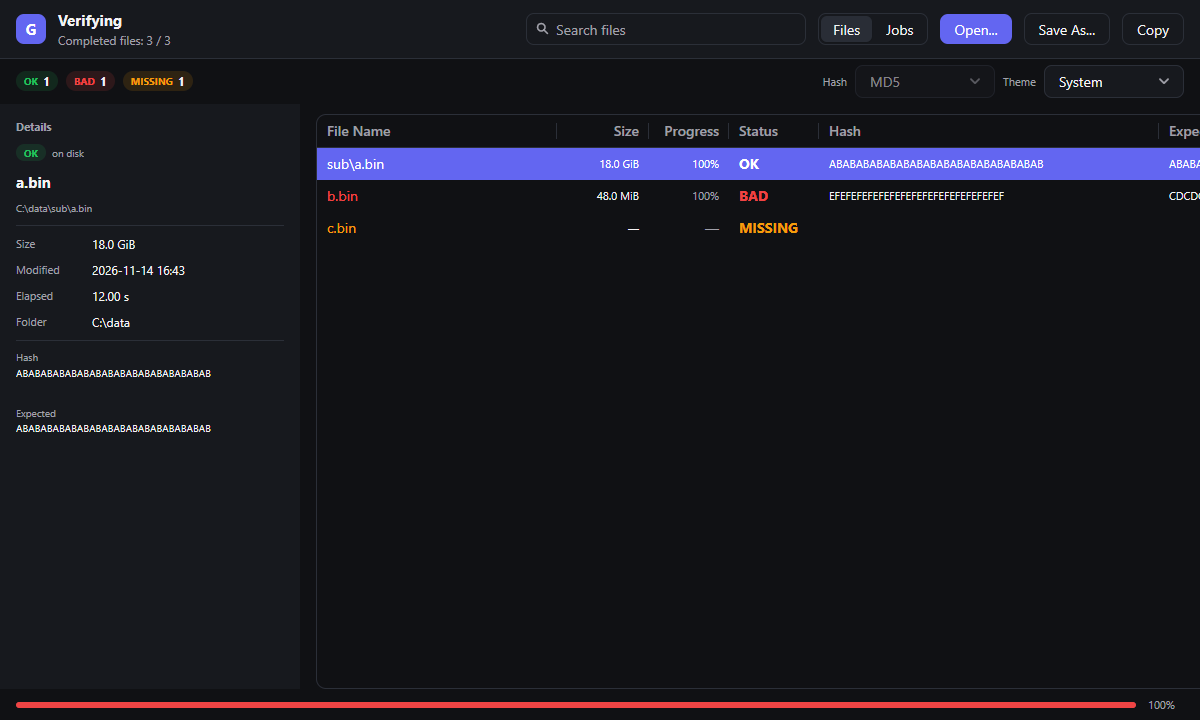 G
Verifying
Completed files: 3 / 3
Search files
Files Jobs
Open...
Save As...
Copy
OK 1 BAD 1 MISSING 1
Hash MD5 Theme System
Details
OK on disk
a.bin
C:\data\sub\a.bin
Size 18.0 GiB
Modified 2026-11-14 16:43
Elapsed 12.00 s
Folder C:\data
Hash
ABABABABABABABABABABABABABABABAB
Expected
ABABABABABABABABABABABABABABABAB
File Name Size Progress Status Hash Expe
sub\a.bin 18.0 GiB 100% OK ABABABABABABABABABABABABABABABAB ABABA
b.bin 48.0 MiB 100% BAD EFEFEFEFEFEFEFEFEFEFEFEFEFEFEFEF CDCDC
c.bin — — MISSING
100%